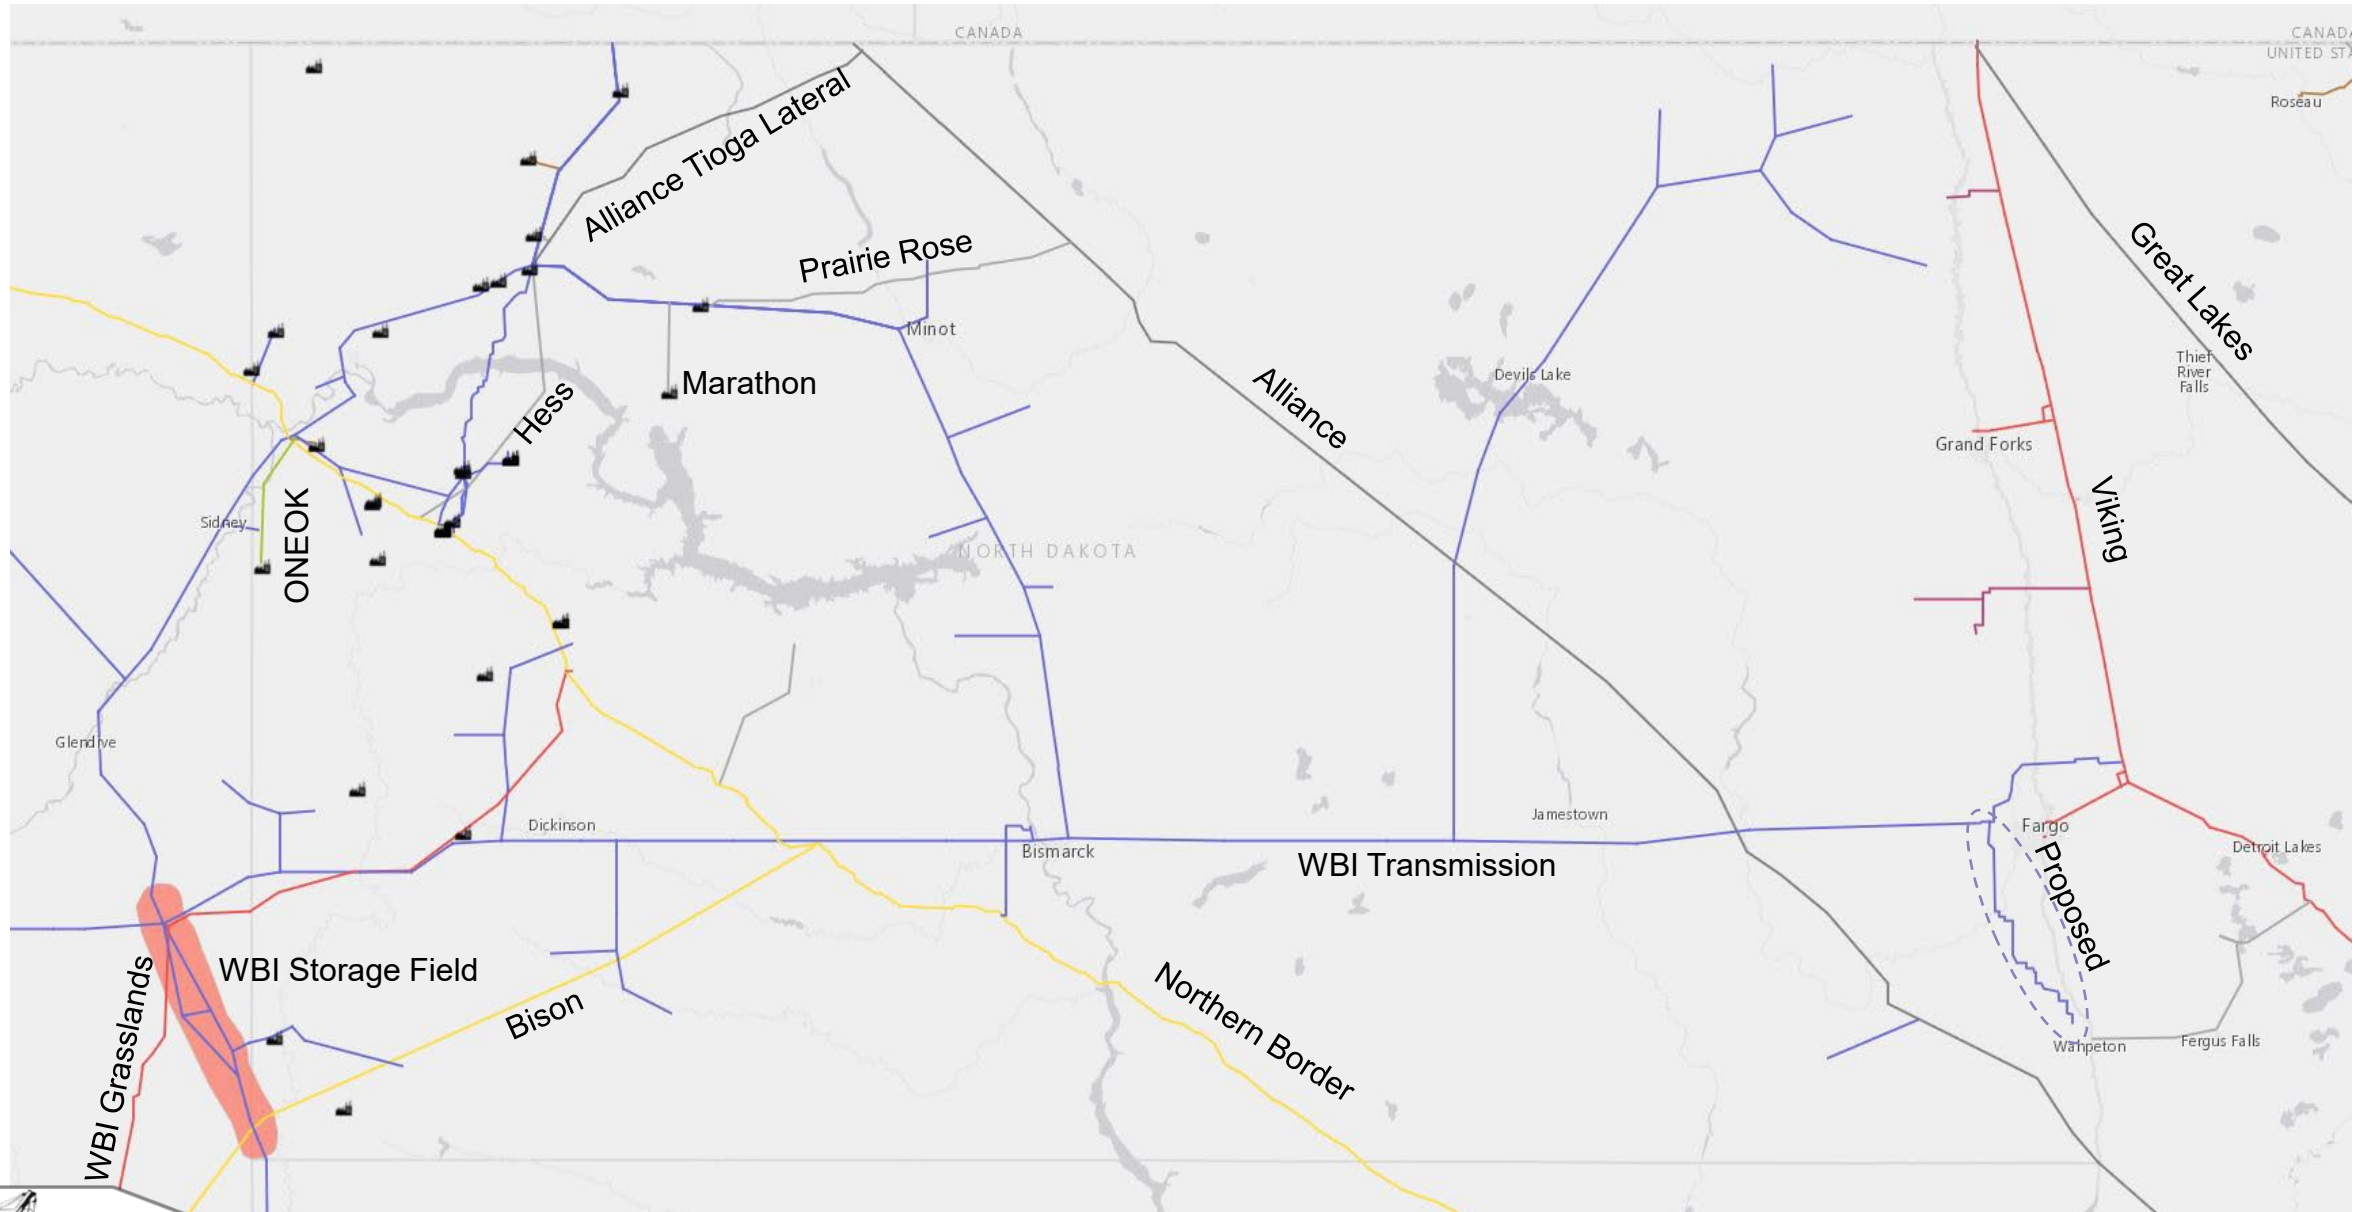 CANADA
CANADA
UNITED STA
Roseau
Alliance Tioga Lateral
Prairie Rose
Great Lakes
Minot
Thief
River
Falls
Marathon
Hess
Alliance
Devils Lake
Grand Forks
Viking
ONEOK
Sidney
NORTH DAKOTA
Glendive
Dickinson
Jamestown
Fargo
Bismarck
Detroit Lakes
WBI Transmission
Proposed
WBI Storage Field
WBI Grasslands
Bison
Northern Border
Wahpeton
Fergus Falls